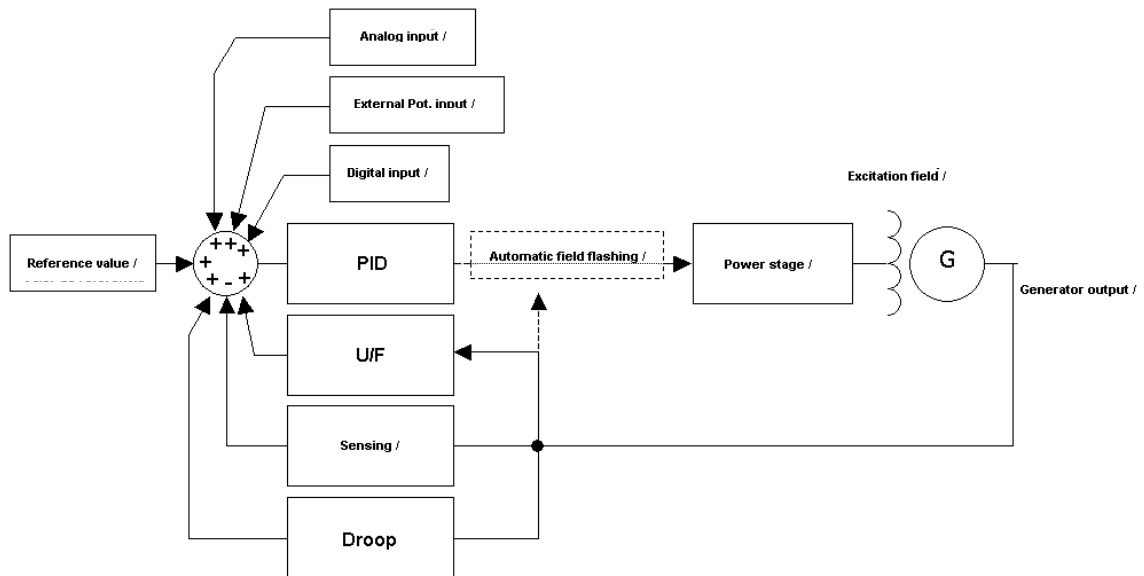 Analog input /
External Pot. input /
Digital input /
Excitation field /
Reference value /
+ + + + + - +
PID
Automatic field flashing /
Power stage /
G
Generator output /
U/F
Sensing /
Droop